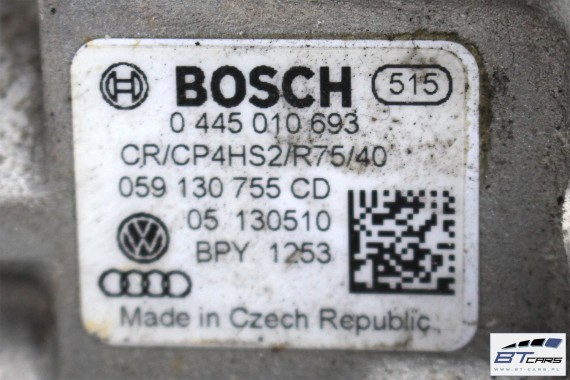 BOSCH 515
0 445 010 693
CR/CP4HS2/R75/40
059 130 755 CD
05 130510
BPY 1253
Made in Czech Republic
BT CARS
WWW.BT-CARS.PL